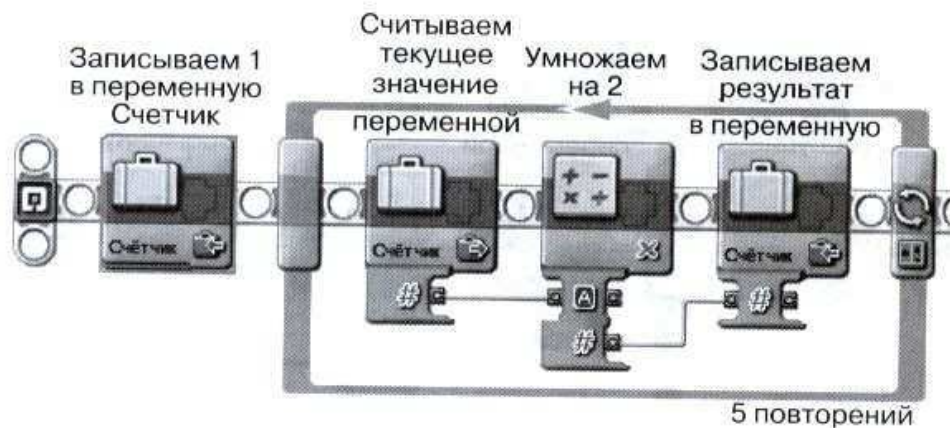 Записываем 1
в переменную
Счетчик
Считываем
текущее
значение
переменной
Умножаем
на 2
Записываем
результат
в переменную
Счётчик
Счётчик
#
A
#
Счётчик
#
5 повторений